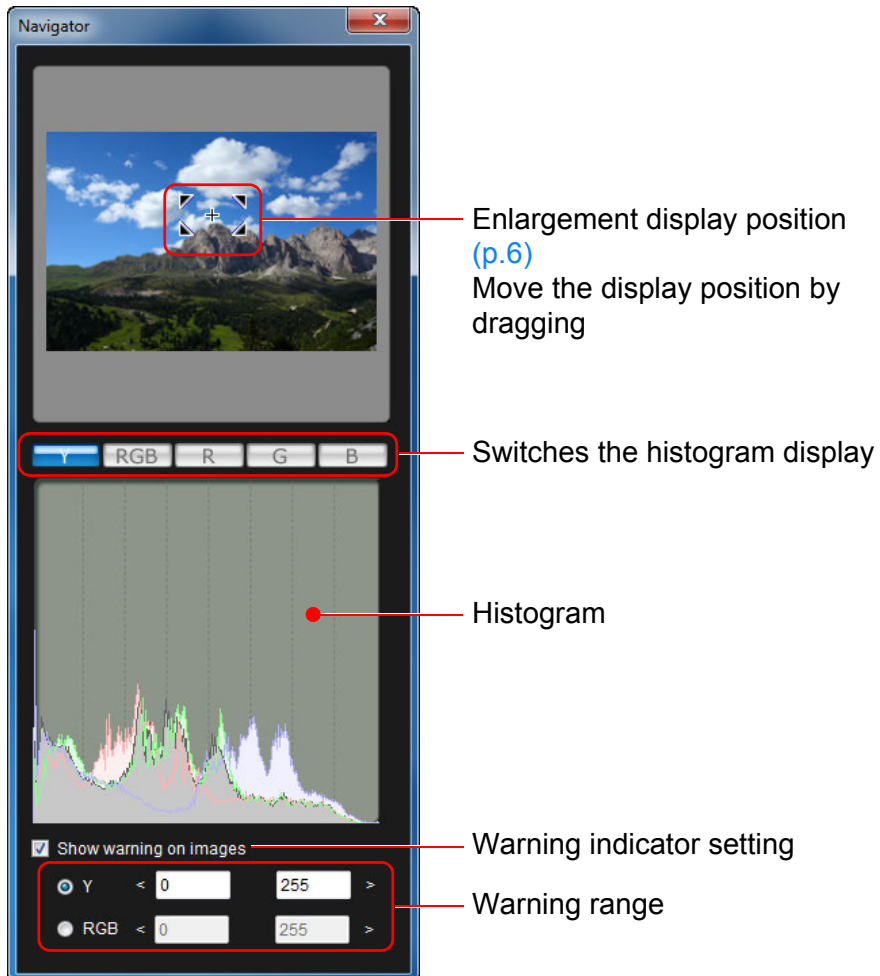 Navigator
x
Enlargement display position
(p.6)
Move the display position by
dragging
Y RGB R G B
Switches the histogram display
Histogram
Show warning on images
Warning indicator setting
Y < 0 255 >
RGB < 0 255 >
Warning range